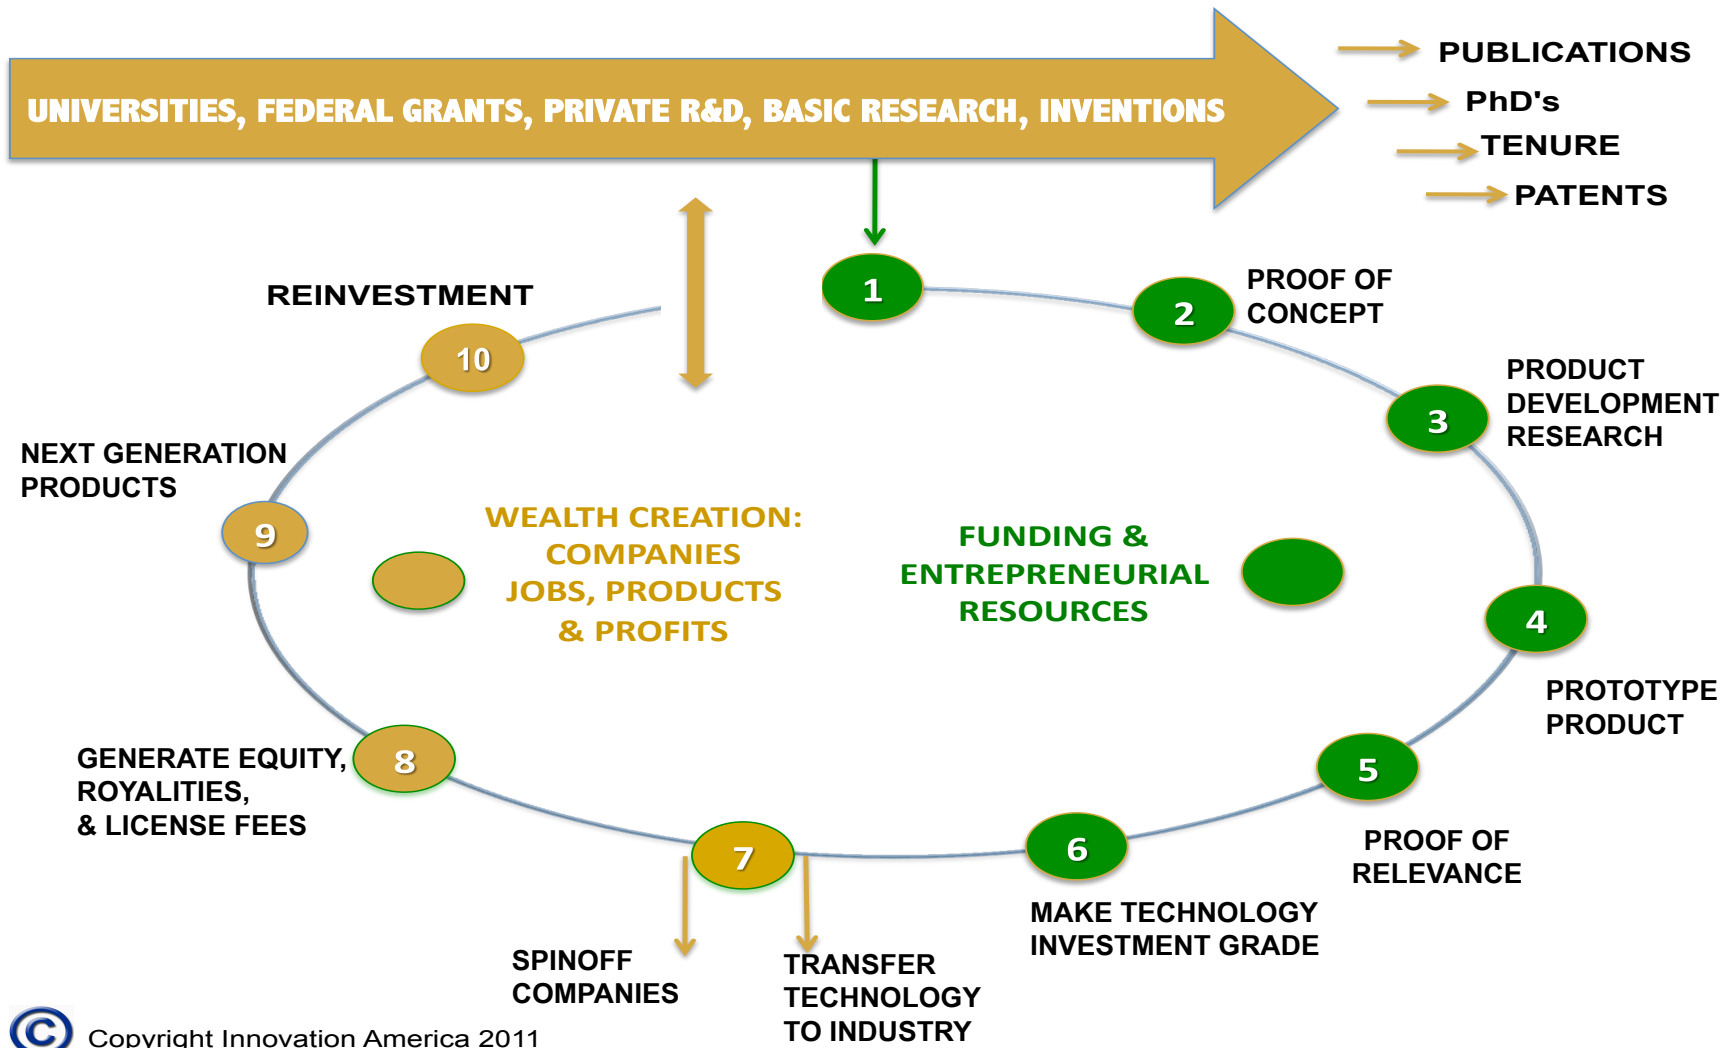 UNIVERSITIES, FEDERAL GRANTS, PRIVATE R&D, BASIC RESEARCH, INVENTIONS
PUBLICATIONS
PhD's
TENURE
PATENTS
1
2
PROOF OF
CONCEPT
3
PRODUCT
DEVELOPMENT
RESEARCH
4
PROTOTYPE
PRODUCT
5
PROOF OF
RELEVANCE
6
MAKE TECHNOLOGY
INVESTMENT GRADE
7
SPINOFF
COMPANIES
TRANSFER
TECHNOLOGY
TO INDUSTRY
8
GENERATE EQUITY,
ROYALITIES,
& LICENSE FEES
9
NEXT GENERATION
PRODUCTS
10
REINVESTMENT
WEALTH CREATION:
COMPANIES
JOBS, PRODUCTS
& PROFITS
FUNDING &
ENTREPRENEURIAL
RESOURCES
© Copyright Innovation America 2011